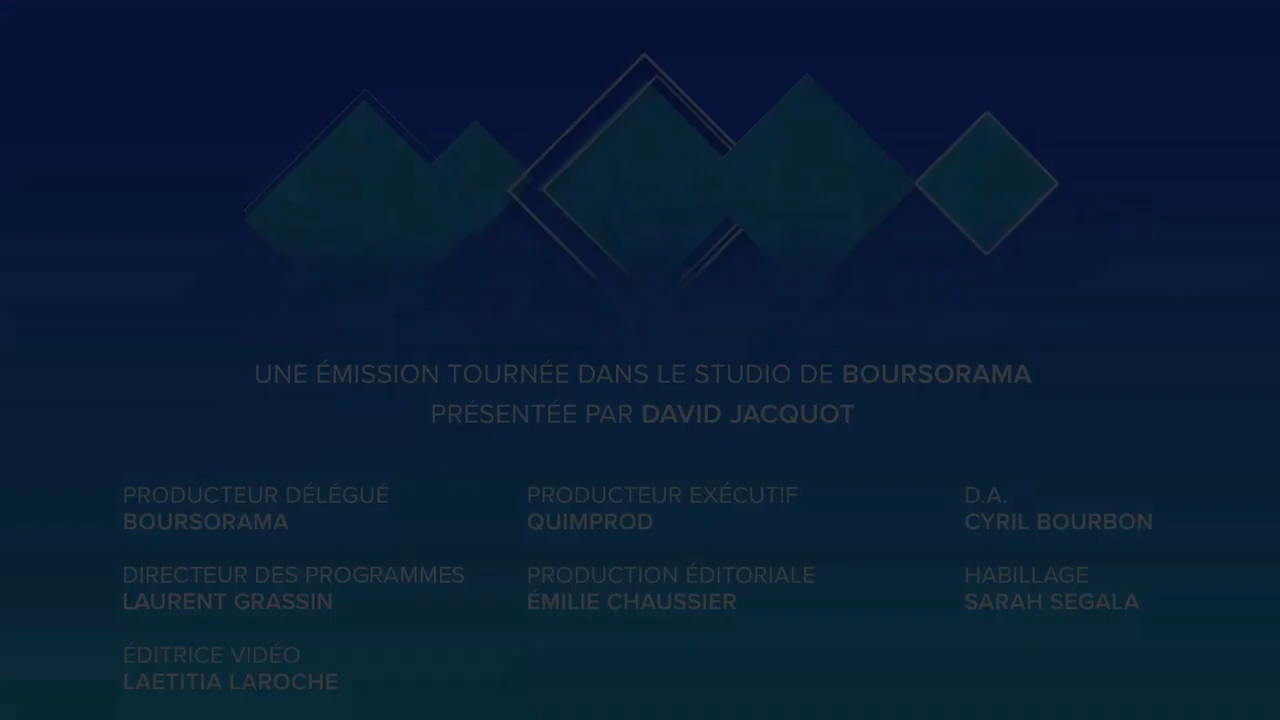 UNE ÉMISSION TOURNÉE DANS LE STUDIO DE BOURSORAMA
PRÉSENTÉE PAR DAVID JACQUOT
PRODUCTEUR DÉLÉGUÉ
BOURSORAMA
DIRECTEUR DES PROGRAMMES
LAURENT GRASSIN
ÉDITRICE VIDÉO
LAETITIA LAROCHE
PRODUCTEUR EXÉCUTIF
QUIMPROD
PRODUCTION ÉDITORIALE
ÉMILIE CHAUSSIER
D.A.
CYRIL BOURBON
HABILLAGE
SARAH SEGALA